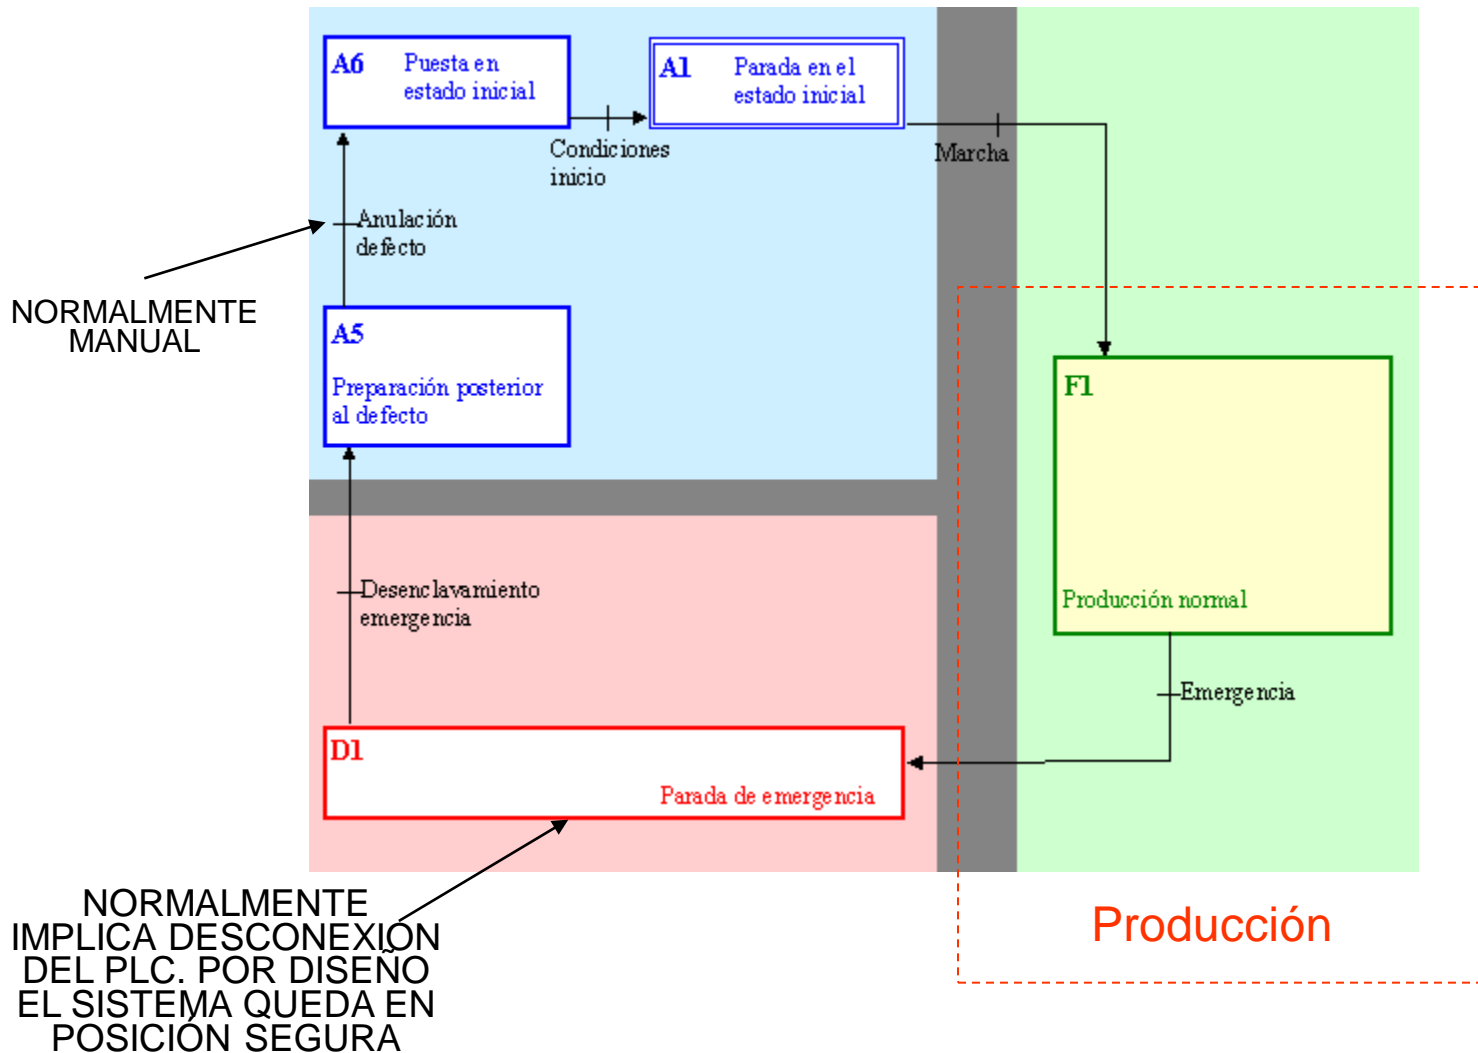 A6
Puesta en
estado inicial
A1
Parada en el
estado inicial
Condiciones
inicio
Marcha
Anulación
defecto
NORMALMENTE
MANUAL
A5
Preparación posterior
al defecto
F1
Producción normal
Desenclavamiento
emergencia
Emergencia
D1
Parada de emergencia
NORMALMENTE
IMPLICA DESCONEXIÓN
DEL PLC. POR DISEÑO
EL SISTEMA QUEDA EN
POSICIÓN SEGURA
Producción